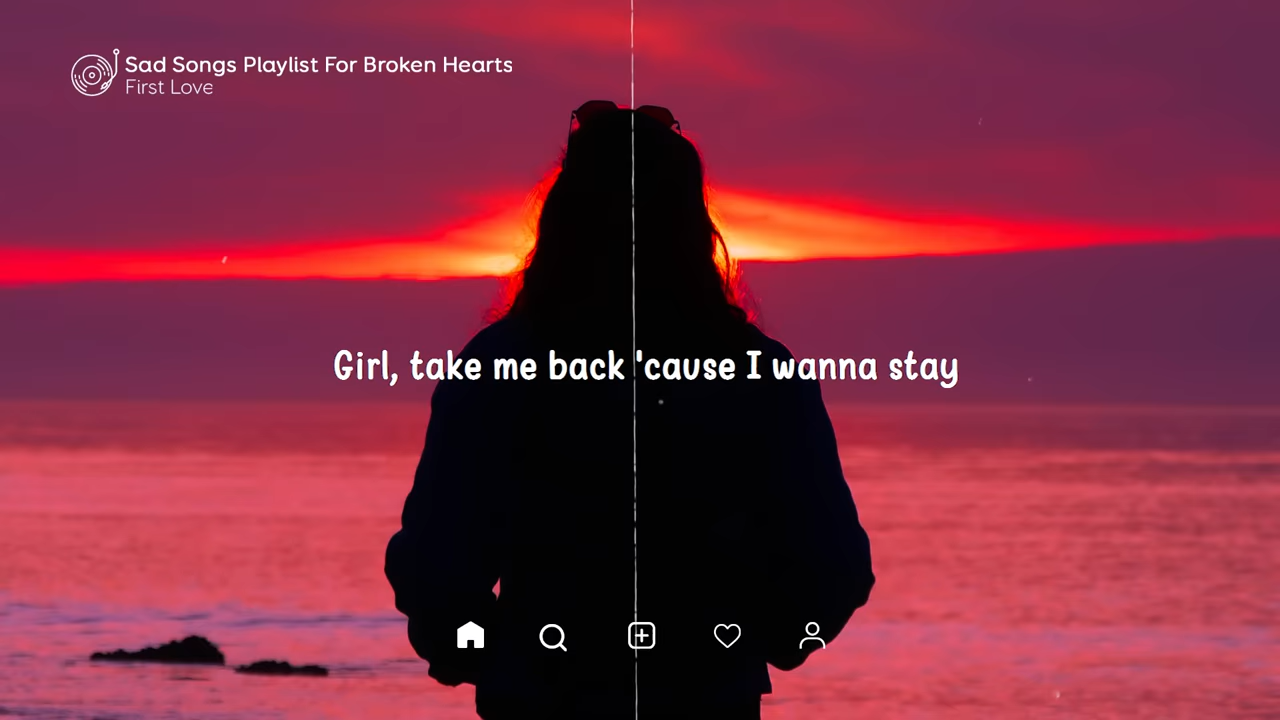 Sad Songs Playlist For Broken Hearts
First Love
Girl, take me back 'cause I wanna stay